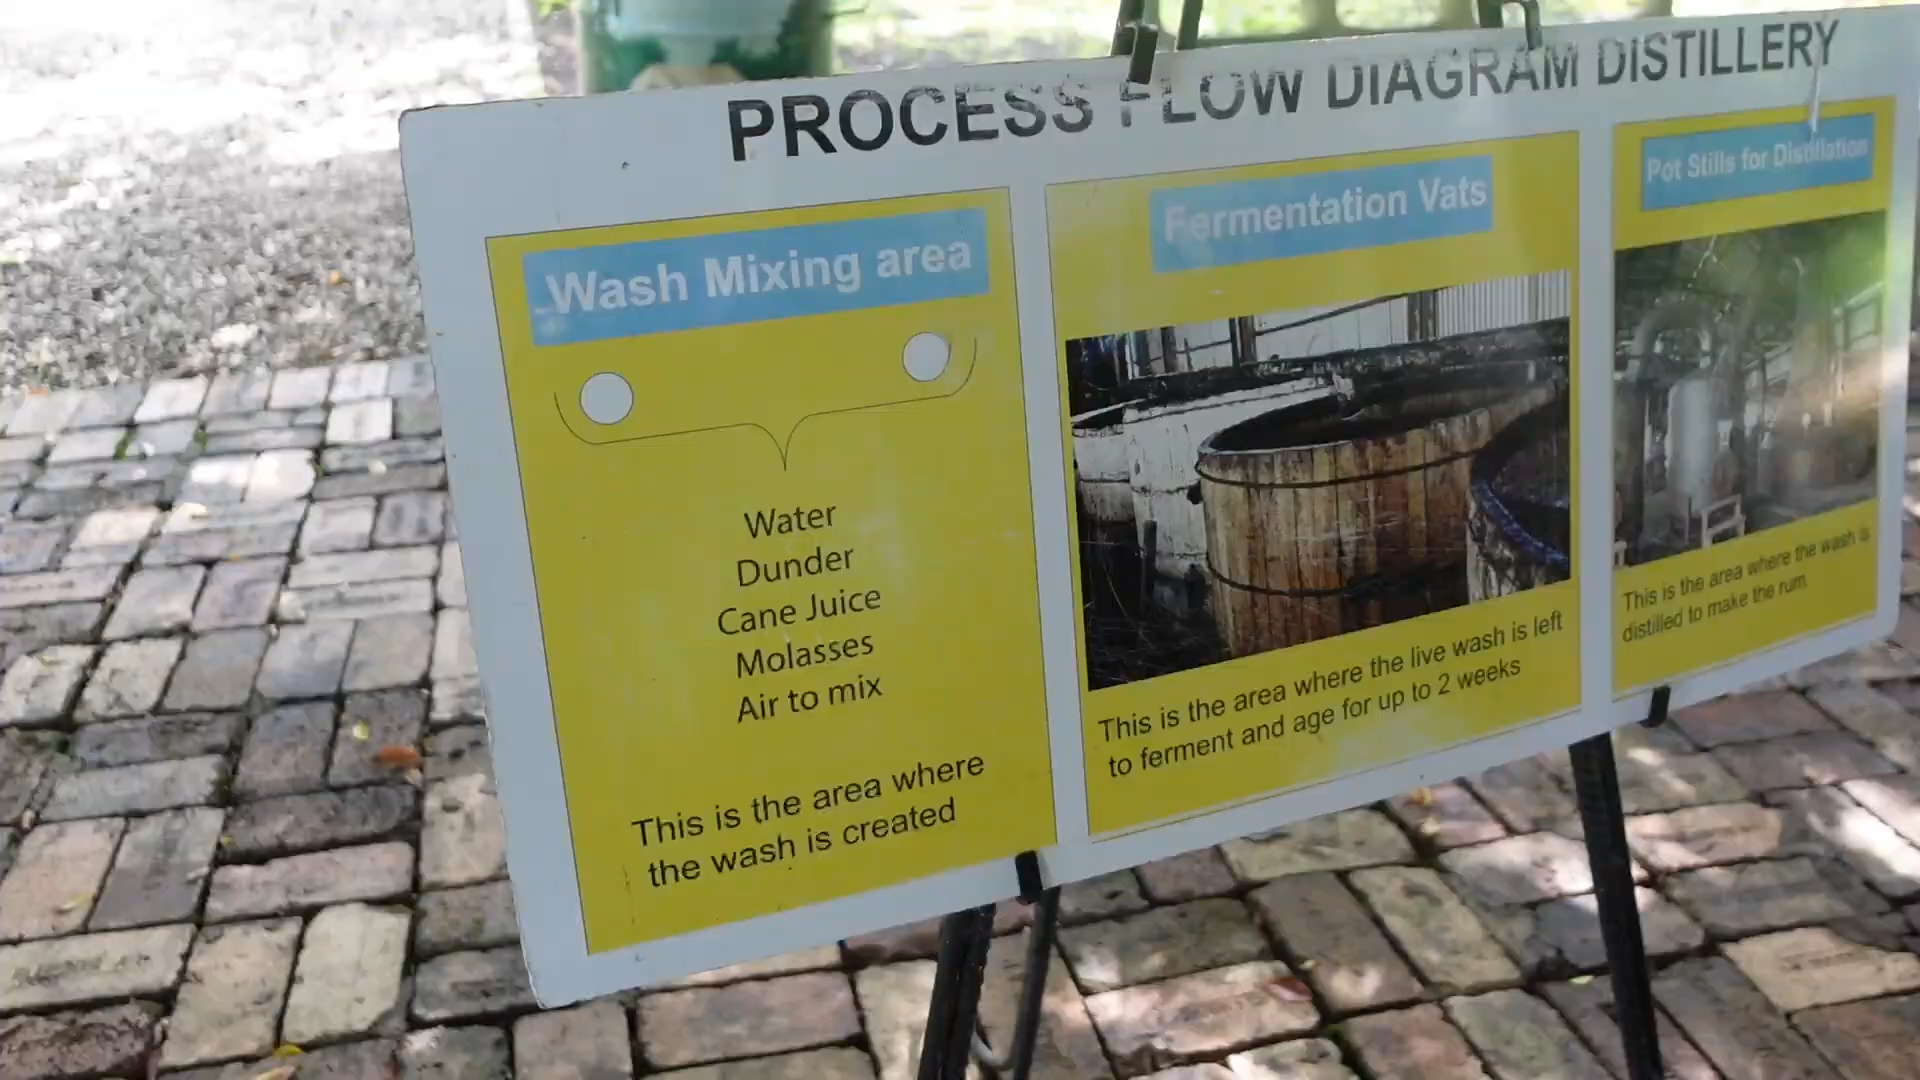 PROCESS FLOW DIAGRAM DISTILLERY
Wash Mixing area
Water
Dunder
Cane Juice
Molasses
Air to mix
This is the area where
the wash is created
Fermentation Vats
This is the area where the live wash is left
to ferment and age for up to 2 weeks
Pot Stills for Distillation
This is the area where the wash is
distilled to make the rum